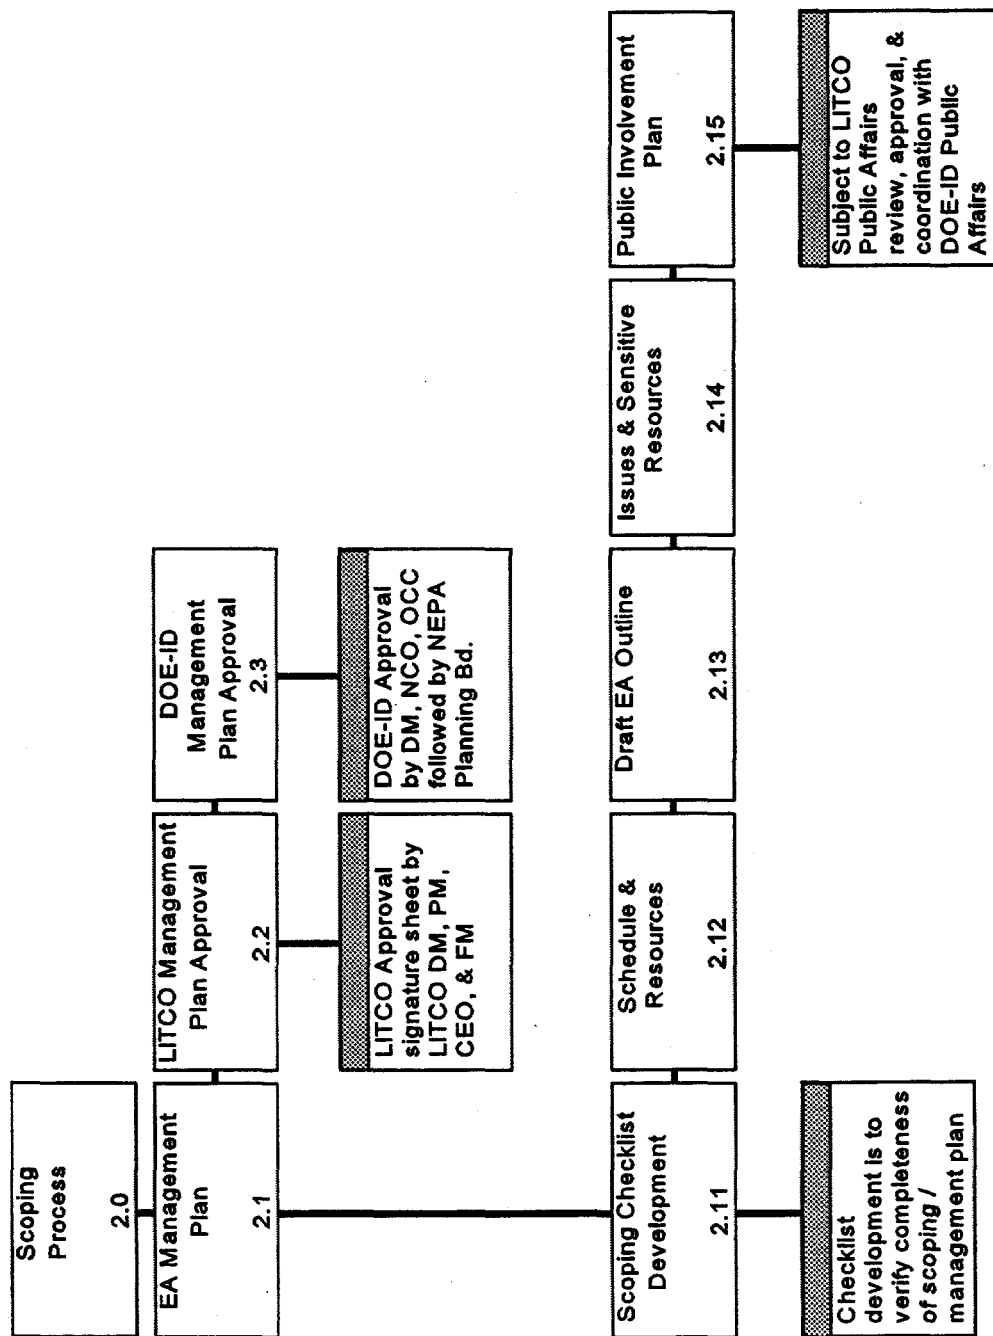 Scoping
Process
2.0
EA Management
Plan
2.1
LITCO Management
Plan Approval
2.2
DOE-ID
Management
Plan Approval
2.3
LITCO Approval
signature sheet by
LITCO DM, PM,
CEO, & FM
DOE-ID Approval
by DM, NCO, OCC
followed by NEPA
Planning Bd.
Scoping Checklist
Development
2.11
Schedule &
Resources
2.12
Draft EA Outline
2.13
Issues & Sensitive
Resources
2.14
Public Involvement
Plan
2.15
Checklist
development is to
verify completeness
of scoping /
management plan
Subject to LITCO
Public Affairs
review, approval, &
coordination with
DOE-ID Public
Affairs